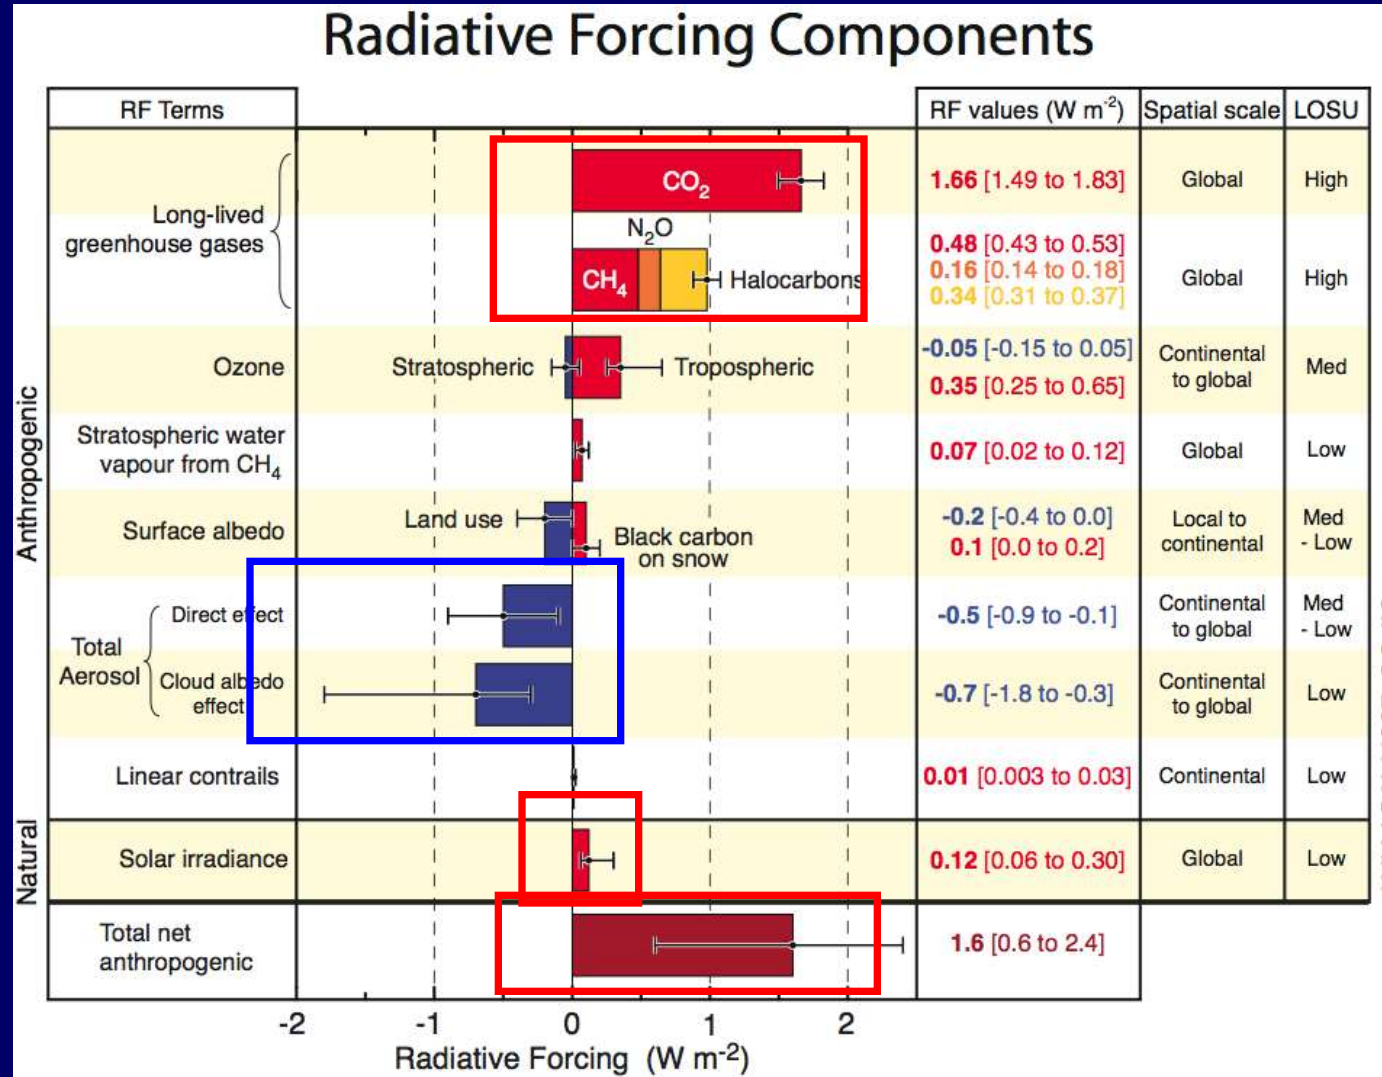 Radiative Forcing Components
RF Terms
RF values (W m-2)
Spatial scale
LOSU
Anthropogenic
Long-lived
greenhouse gases
CO2
1.66 [1.49 to 1.83]
Global
High
N2O
CH4
Halocarbons
0.48 [0.43 to 0.53]
0.16 [0.14 to 0.18]
0.34 [0.31 to 0.37]
Global
High
Ozone
Stratospheric
Tropospheric
-0.05 [-0.15 to 0.05]
0.35 [0.25 to 0.65]
Continental
to global
Med
Stratospheric water
vapour from CH4
0.07 [0.02 to 0.12]
Global
Low
Surface albedo
Land use
Black carbon
on snow
-0.2 [-0.4 to 0.0]
0.1 [0.0 to 0.2]
Local to
continental
Med
- Low
Total
Aerosol
Direct effect
-0.5 [-0.9 to -0.1]
Continental
to global
Med
- Low
Cloud albedo
effect
-0.7 [-1.8 to -0.3]
Continental
to global
Low
Linear contrails
0.01 [0.003 to 0.03]
Continental
Low
Natural
Solar irradiance
0.12 [0.06 to 0.30]
Global
Low
Total net
anthropogenic
1.6 [0.6 to 2.4]
-2 -1 0 1 2
Radiative Forcing (W m-2)